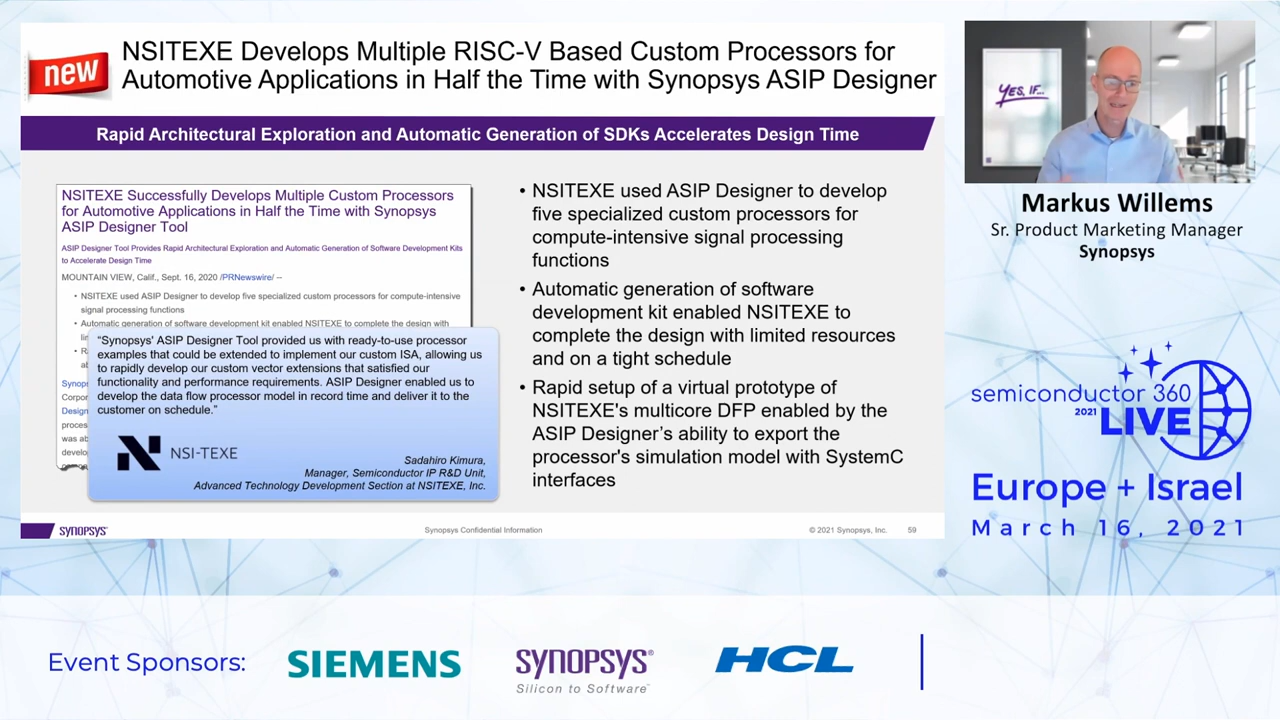 new
NSITEXE Develops Multiple RISC-V Based Custom Processors for
Automotive Applications in Half the Time with Synopsys ASIP Designer
Rapid Architectural Exploration and Automatic Generation of SDKs Accelerates Design Time
NSITEXE Successfully Develops Multiple Custom Processors
for Automotive Applications in Half the Time with Synopsys
ASIP Designer Tool
ASIP Designer Tool Provides Rapid Architectural Exploration and Automatic Generation of Software Development Kits
to Accelerate Design Time
MOUNTAIN VIEW, Calif., Sept. 16, 2020 /PRNewswire/ --
• NSITEXE used ASIP Designer to develop five specialized custom processors for compute-intensive
signal processing functions
• Automatic generation of software development kit enabled NSITEXE to complete the design with
"Synopsys' ASIP Designer Tool provided us with ready-to-use processor
examples that could be extended to implement our custom ISA, allowing us
to rapidly develop our custom vector extensions that satisfied our
functionality and performance requirements. ASIP Designer enabled us to
develop the data flow processor model in record time and deliver it to the
customer on schedule."
NSI-TEXE
Sadahiro Kimura,
Manager, Semiconductor IP R&D Unit,
Advanced Technology Development Section at NSITEXE, Inc.
• NSITEXE used ASIP Designer to develop
five specialized custom processors for
compute-intensive signal processing
functions
• Automatic generation of software
development kit enabled NSITEXE to
complete the design with limited resources
and on a tight schedule
• Rapid setup of a virtual prototype of
NSITEXE's multicore DFP enabled by the
ASIP Designer's ability to export the
processor's simulation model with SystemC
interfaces
SYNOPSYS®
Synopsys Confidential Information
© 2021 Synopsys, Inc.
59
YES, IF...
Markus Willems
Sr. Product Marketing Manager
Synopsys
semiconductor 360
2021 LIVE
Europe + Israel
March 16, 2021
Event Sponsors:
SIEMENS
SYNOPSYS®
Silicon to Software™
HCL